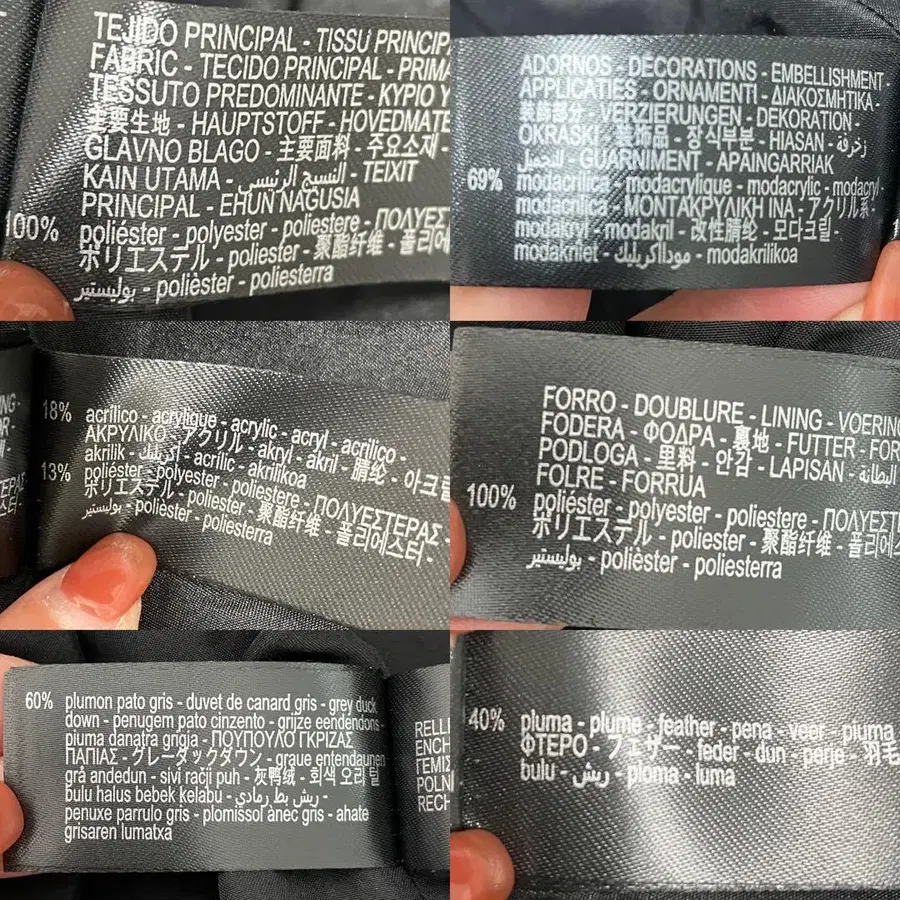 TEJIDO PRINCIPAL - TISSU PRINCIPA
FABRIC - TECIDO PRINCIPAL - PRIMA
TESSUTO PREDOMINANTE - ΚΥΡΙΟ Υ
主要生地 - HAUPTSTOFF - HOVEDMATE
GLAVNO BLAGO - 主要面料 - 주요소재 -
KAIN UTAMA - النسيج الرئيسي - TEIXIT
PRINCIPAL - EHUN NAGUSIA
100% poliéster - polyester - poliestere - ΠΟΛΥΕΣ
ポリエステル - poliester - 聚酯纤维 - 폴리에
بوليستير - polièster - poliesterra
ADORNOS - DÉCORATIONS - EMBELLISHMENT -
APPLICATIES - ORNAMENTI - ΔΙΑΚΟΣΜΗΤΙΚΑ -
装飾部分 - VERZIERUNGEN - DEKORATION -
OKRASKI - 装饰品 - 장식부분 - HIASAN - زخرفة
للتجميل - GUARNIMENT - APAINGARRIAK
69% modacrílica - modacrylique - modacrylic - modacryl -
modacrilica - ΜΟΝΤΑΚΡΥΛΙΚΗ ΙΝΑ - アクリル系 -
modakryl - modakril - 改性腈纶 - 모다크릴 -
modakrilet - موداكريليك - modakrilikoa
18% acrílico - acrylique - acrylic - acryl - acrilico -
ΑΚΡΥΛΙΚΟ - アクリル - akryl - akril - 腈纶 - 아크릴
akrilik - اكريليك - acrílic - akrilikoa
13% poliéster - polyester - poliestere - ΠΟΛΥΕΣΤΕΡΑΣ -
ポリエステル - poliester - 聚酯纤维 - 폴리에스터 -
بوليستير - polièster - poliesterra
FORRO - DOUBLURE - LINING - VOERING
FODERA - ΦΟΔΡΑ - 裏地 - FUTTER - FOR
PODLOGA - 里料 - 안감 - LAPISAN - البطانة
FOLRE - FORRUA
100% poliéster - polyester - poliestere - ΠΟΛΥΕΣ
ポリエステル - poliester - 聚酯纤维 - 폴리에스
بوليستير - polièster - poliesterra
60% plumon pato gris - duvet de canard gris - grey duck
down - penugem pato cinzento - grijze eendendons -
piuma danatra grigia - ΠΟΥΠΟΥΛΟ ΓΚΡΙΖΑΣ
ΠΑΠΙΑΣ - グレーダックダウン - graue entendaunen
grå andedun - sivi račji puh - 灰鸭绒 - 회색 오리 털
bulu halus bebek kelabu - ريش بط رمادي -
penuxe parrulo gris - plomissol ànec gris - ahate
grisaren lumatxa
RELLE
ENCH
ΓΕΜΙΣ
POLNI
RECH
40% pluma - plume - feather - pena - veer - piuma
ΦΤΕΡΟ - フェザー - feder - dun - perje - 羽毛
bulu - ريش - ploma - luma